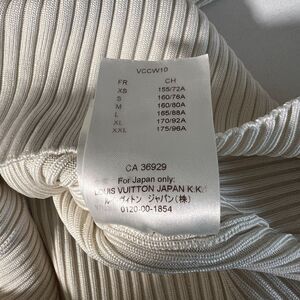 VCCW10
FR CH
XS 155/72A
S 160/76A
M 160/80A
L 165/88A
XL 170/92A
XXL 175/96A
CA 36929
For Japan only:
LOUIS VUITTON JAPAN K.K.
ル ヴィトン ジャパン(株)
0120-00-1854